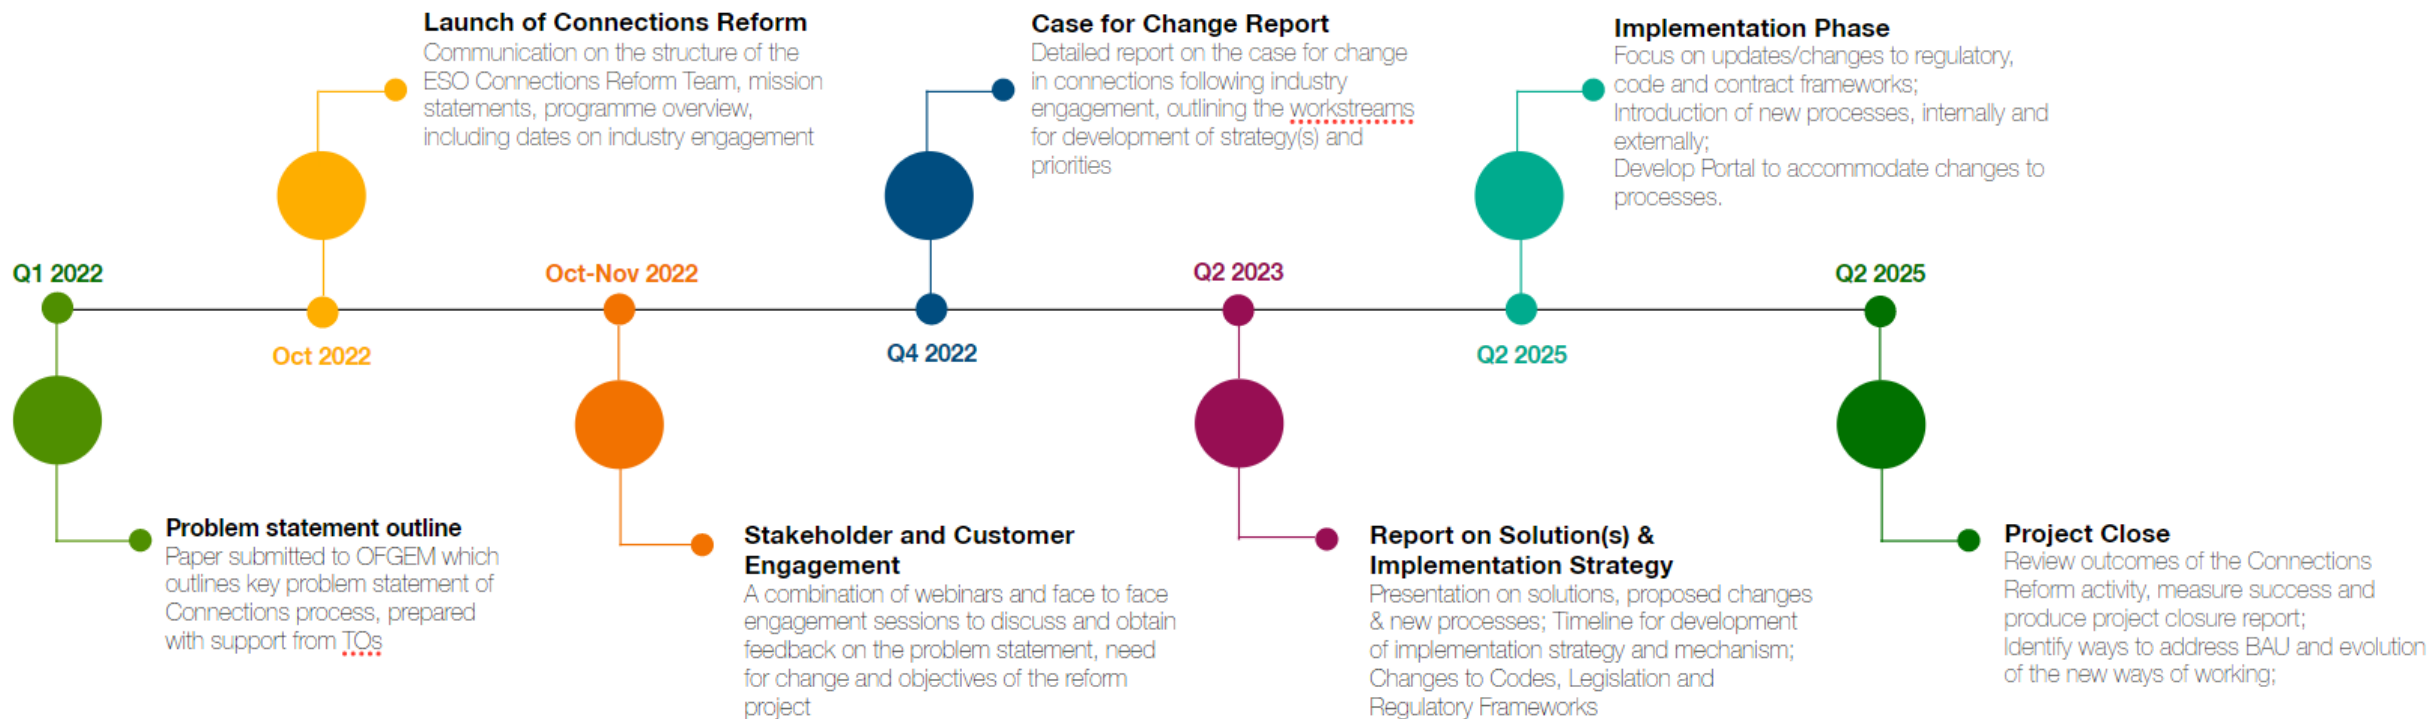 Launch of Connections Reform
Communication on the structure of the
ESO Connections Reform Team, mission
statements, programme overview,
including dates on industry engagement
Case for Change Report
Detailed report on the case for change
in connections following industry
engagement, outlining the workstreams
for development of strategy(s) and
priorities
Implementation Phase
Focus on updates/changes to regulatory,
code and contract frameworks;
Introduction of new processes, internally and
externally;
Develop Portal to accommodate changes to
processes.
Q1 2022
Oct 2022
Oct-Nov 2022
Q4 2022
Q2 2023
Q2 2025
Q2 2025
Problem statement outline
Paper submitted to OFGEM which
outlines key problem statement of
Connections process, prepared
with support from TOs
Stakeholder and Customer
Engagement
A combination of webinars and face to face
engagement sessions to discuss and obtain
feedback on the problem statement, need
for change and objectives of the reform
project
Report on Solution(s) &
Implementation Strategy
Presentation on solutions, proposed changes
& new processes; Timeline for development
of implementation strategy and mechanism;
Changes to Codes, Legislation and
Regulatory Frameworks
Project Close
Review outcomes of the Connections
Reform activity, measure success and
produce project closure report;
Identify ways to address BAU and evolution
of the new ways of working;